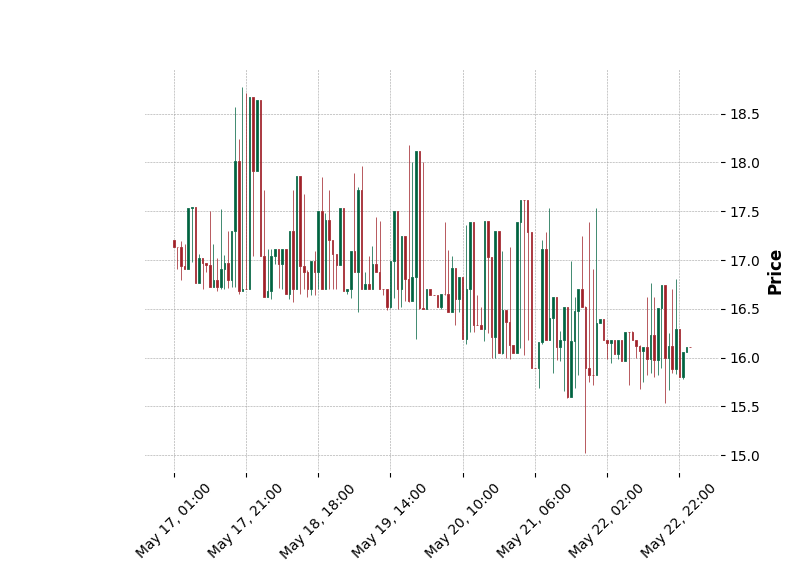 18.5
18.0
17.5
17.0
16.5
16.0
15.5
15.0
Price
May 17, 01:00
May 17, 21:00
May 18, 18:00
May 19, 14:00
May 20, 10:00
May 21, 06:00
May 22, 02:00
May 22, 22:00